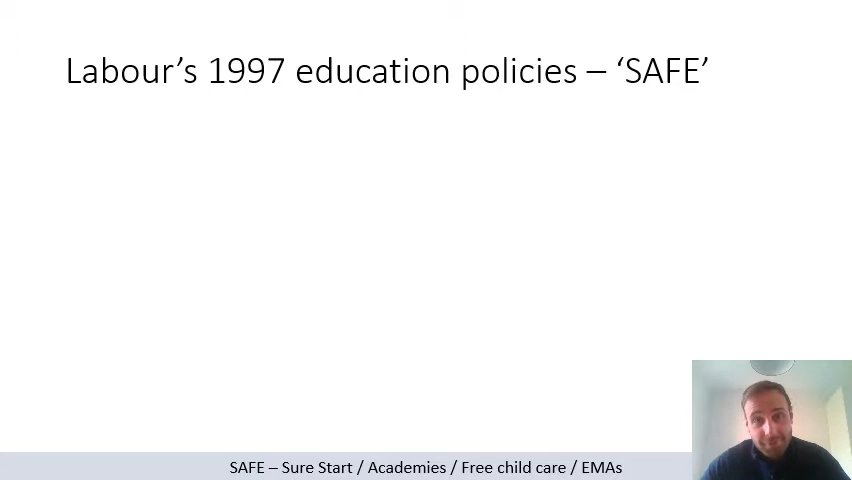 Labour’s 1997 education policies – ‘SAFE’
SAFE – Sure Start / Academies / Free child care / EMAs